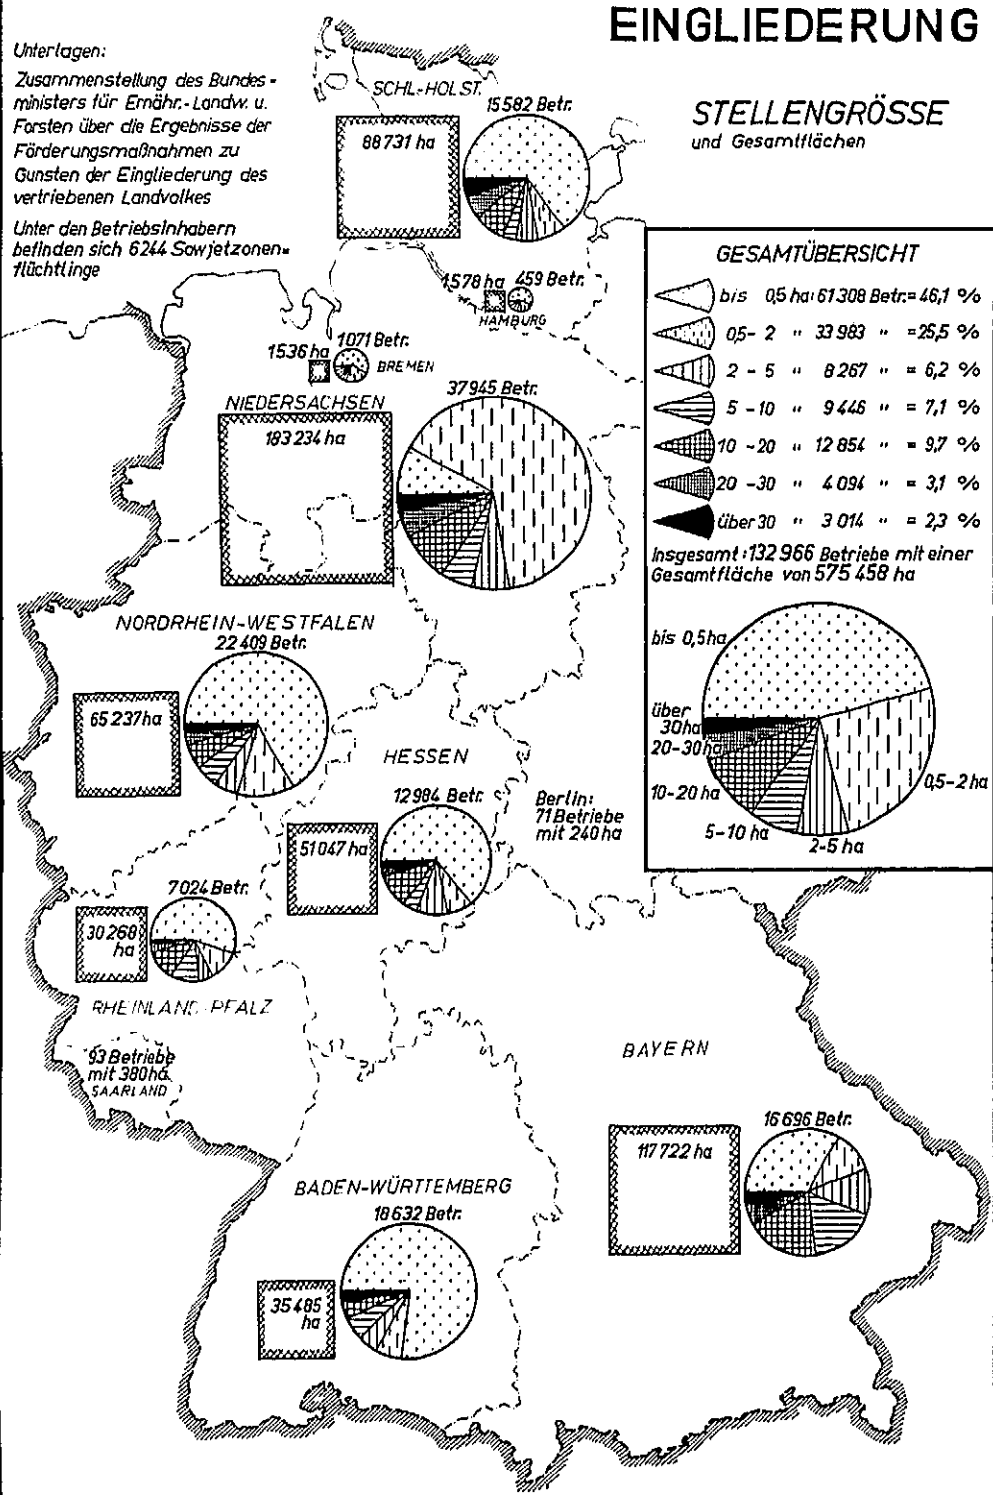 EINGLIEDERUNG
STELLENGRÖSSE
und Gesamtflächen
Unterlagen:
Zusammenstellung des Bundes-
ministers für Ernähr.-Landw. u.
Forsten über die Ergebnisse der
Förderungsmaßnahmen zu
Gunsten der Eingliederung des
vertriebenen Landvolkes
Unter den Betriebsinhabern
befinden sich 6244 Sowjetzonen=
flüchtlinge
SCHL-HOLST.
15582 Betr.
88731 ha
1578 ha 459 Betr.
HAMBURG
1071 Betr.
1536 ha
BREMEN
37945 Betr.
NIEDERSACHSEN
183234 ha
NORDRHEIN-WESTFALEN
22409 Betr.
65237 ha
HESSEN
12984 Betr.
51047 ha
Berlin:
71 Betriebe
mit 240 ha
7024 Betr.
30268
ha
RHEINLAND-PFALZ
93 Betriebe
mit 380 ha
SAARLAND
BAYERN
16696 Betr.
117722 ha
BADEN-WÜRTTEMBERG
18632 Betr.
35485
ha
GESAMTÜBERSICHT
bis 0,5 ha: 61308 Betr. = 46,1 %
0,5 - 2 " 33983 " = 25,5 %
2 - 5 " 8267 " = 6,2 %
5 - 10 " 9446 " = 7,1 %
10 - 20 " 12854 " = 9,7 %
20 - 30 " 4094 " = 3,1 %
über 30 " 3014 " = 2,3 %
Insgesamt: 132966 Betriebe mit einer
Gesamtfläche von 575458 ha
bis 0,5 ha
über
30 ha
20-30 ha
10-20 ha
5-10 ha
2-5 ha
0,5-2 ha